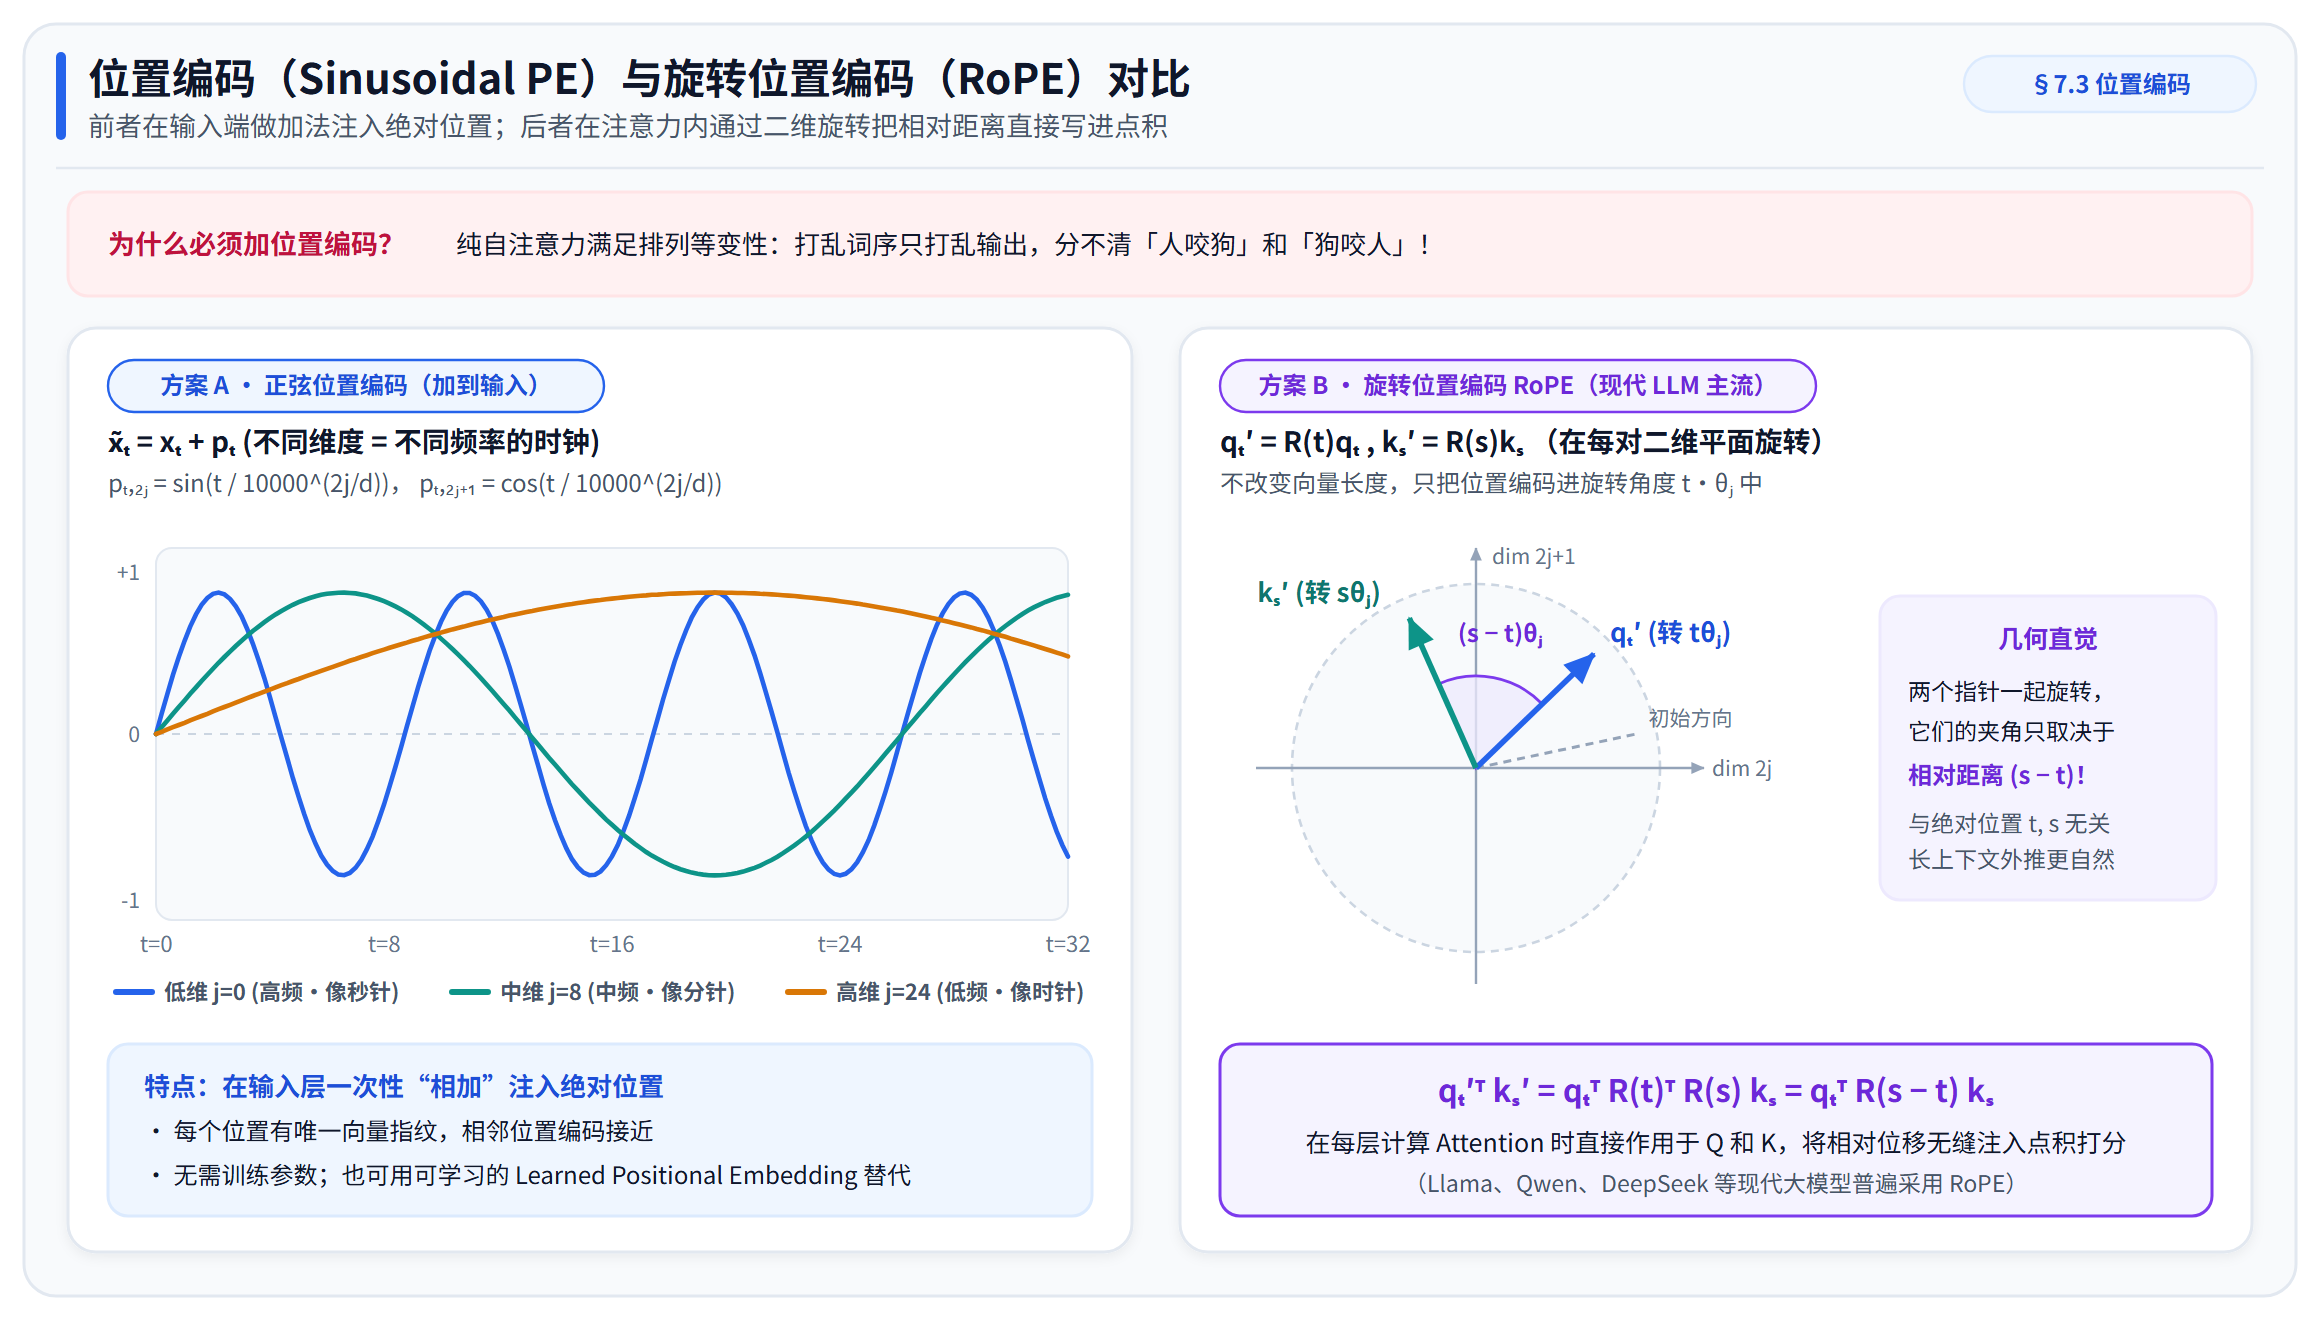 位置编码（Sinusoidal PE）与旋转位置编码（RoPE）对比
前者在输入端做加法注入绝对位置；后者在注意力内通过二维旋转把相对距离直接写进点积
§ 7.3 位置编码
为什么必须加位置编码？
纯自注意力满足排列等变性：打乱词序只打乱输出，分不清「人咬狗」和「狗咬人」！
方案 A · 正弦位置编码（加到输入）
x̃ₜ = xₜ + pₜ (不同维度 = 不同频率的时钟)
pₜ,₂ⱼ = sin(t / 10000^(2j/d))， pₜ,₂ⱼ₊₁ = cos(t / 10000^(2j/d))
+1
0
-1
t=0
t=8
t=16
t=24
t=32
低维 j=0 (高频·像秒针)
中维 j=8 (中频·像分针)
高维 j=24 (低频·像时针)
特点：在输入层一次性“相加”注入绝对位置
· 每个位置有唯一向量指纹，相邻位置编码接近
· 无需训练参数；也可用可学习的 Learned Positional Embedding 替代
方案 B · 旋转位置编码 RoPE（现代 LLM 主流）
qₜ′ = R(t)qₜ , kₛ′ = R(s)kₛ （在每对二维平面旋转）
不改变向量长度，只把位置编码进旋转角度 t·θⱼ 中
dim 2j+1
kₛ′ (转 sθⱼ)
(s − t)θⱼ
qₜ′ (转 tθⱼ)
初始方向
dim 2j
几何直觉
两个指针一起旋转，
它们的夹角只取决于
相对距离 (s − t)！
与绝对位置 t, s 无关
长上下文外推更自然
qₜ′ᵀ kₛ′ = qₜᵀ R(t)ᵀ R(s) kₛ = qₜᵀ R(s − t) kₛ
在每层计算 Attention 时直接作用于 Q 和 K，将相对位移无缝注入点积打分
（Llama、Qwen、DeepSeek 等现代大模型普遍采用 RoPE）